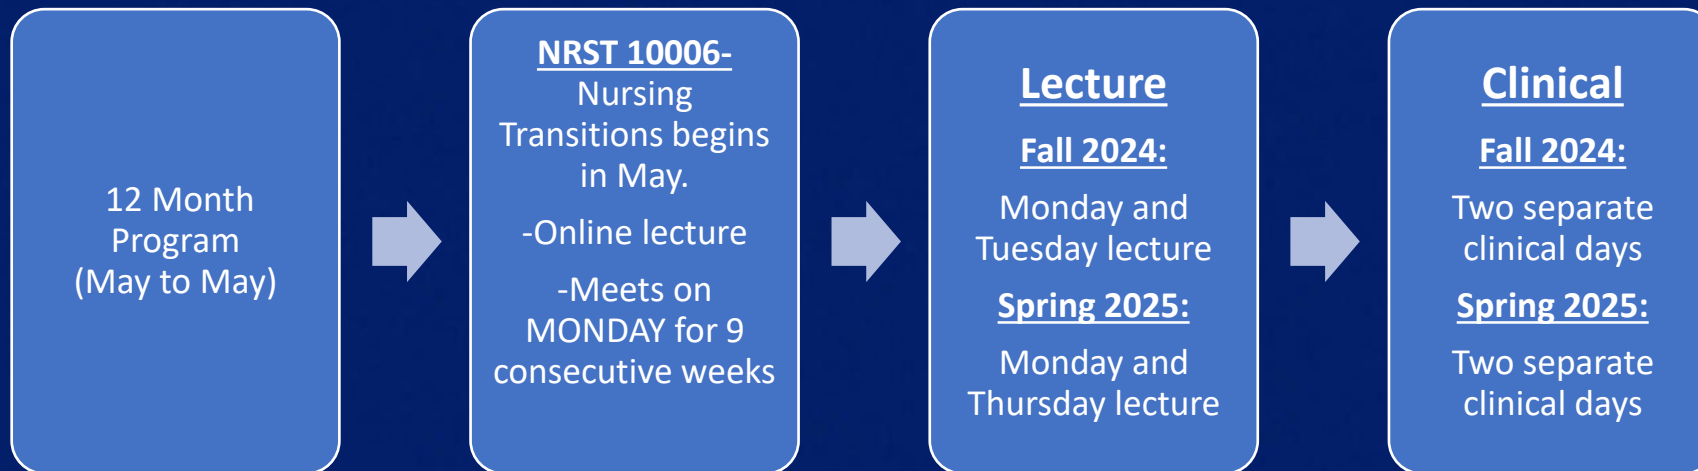 12 Month
Program
(May to May)
NRST 10006-
Nursing
Transitions begins
in May.
-Online lecture
-Meets on
MONDAY for 9
consecutive weeks
Lecture
Fall 2024:
Monday and
Tuesday lecture
Spring 2025:
Monday and
Thursday lecture
Clinical
Fall 2024:
Two separate
clinical days
Spring 2025:
Two separate
clinical days